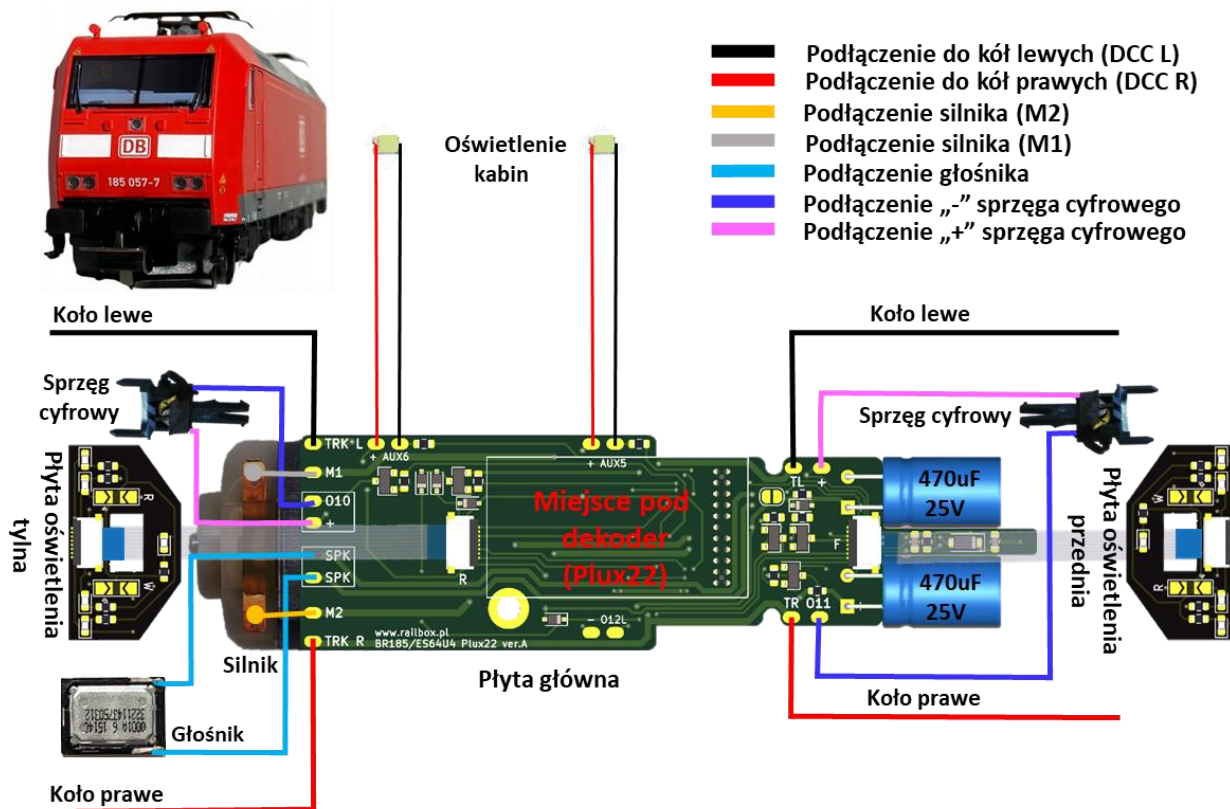 Podłączenie do kół lewych (DCC L)
Podłączenie do kół prawych (DCC R)
Podłączenie silnika (M2)
Podłączenie silnika (M1)
Podłączenie głośnika
Podłączenie „-” sprzęga cyfrowego
Podłączenie „+” sprzęga cyfrowego
DB
185 057-7
Oświetlenie
kabin
Koło lewe
Koło lewe
Sprzęg
cyfrowy
Sprzęg cyfrowy
TRK L
+ AUX6
+ AUX5
M1
O10
+
SPK
SPK
M2
TRK R
R
Miejsce pod
dekoder
(Plux22)
TL +
F
TR O11
- O12L
470uF
25V
470uF
25V
+
www.railbox.pl
BR185/ES64U4 Plux22 ver.A
Płyta oświetlenia
tylna
R
W
Płyta oświetlenia
przednia
W
R
Silnik
Płyta główna
Głośnik
0001A 6 1514C
322114375O312
Koło prawe
Koło prawe